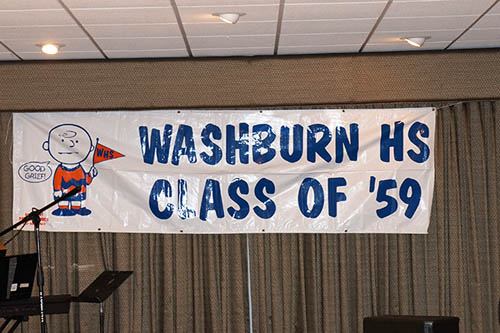 WASHBURN HS
CLASS OF '59
GOOD
GRIEF!
WHS